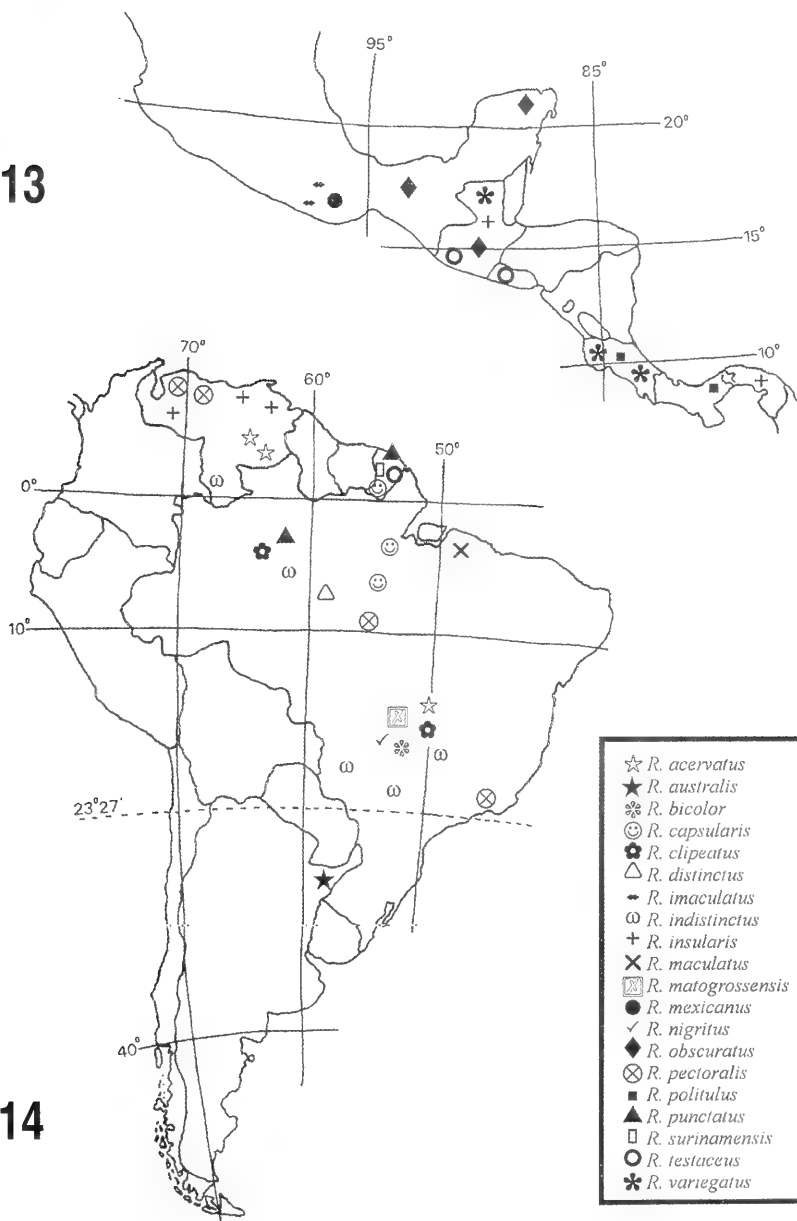 13
95°
85°
20°
15°
10°
70°
60°
50°
0°
10°
23°27'
40°
14
R. acervatus
R. australis
R. bicolor
R. capsularis
R. clipeatus
R. distinctus
R. imaculatus
R. indistinctus
R. insularis
R. maculatus
R. matogrossensis
R. mexicanus
R. nigritus
R. obscuratus
R. pectoralis
R. politulus
R. punctatus
R. surinamensis
R. testaceus
R. variegatus